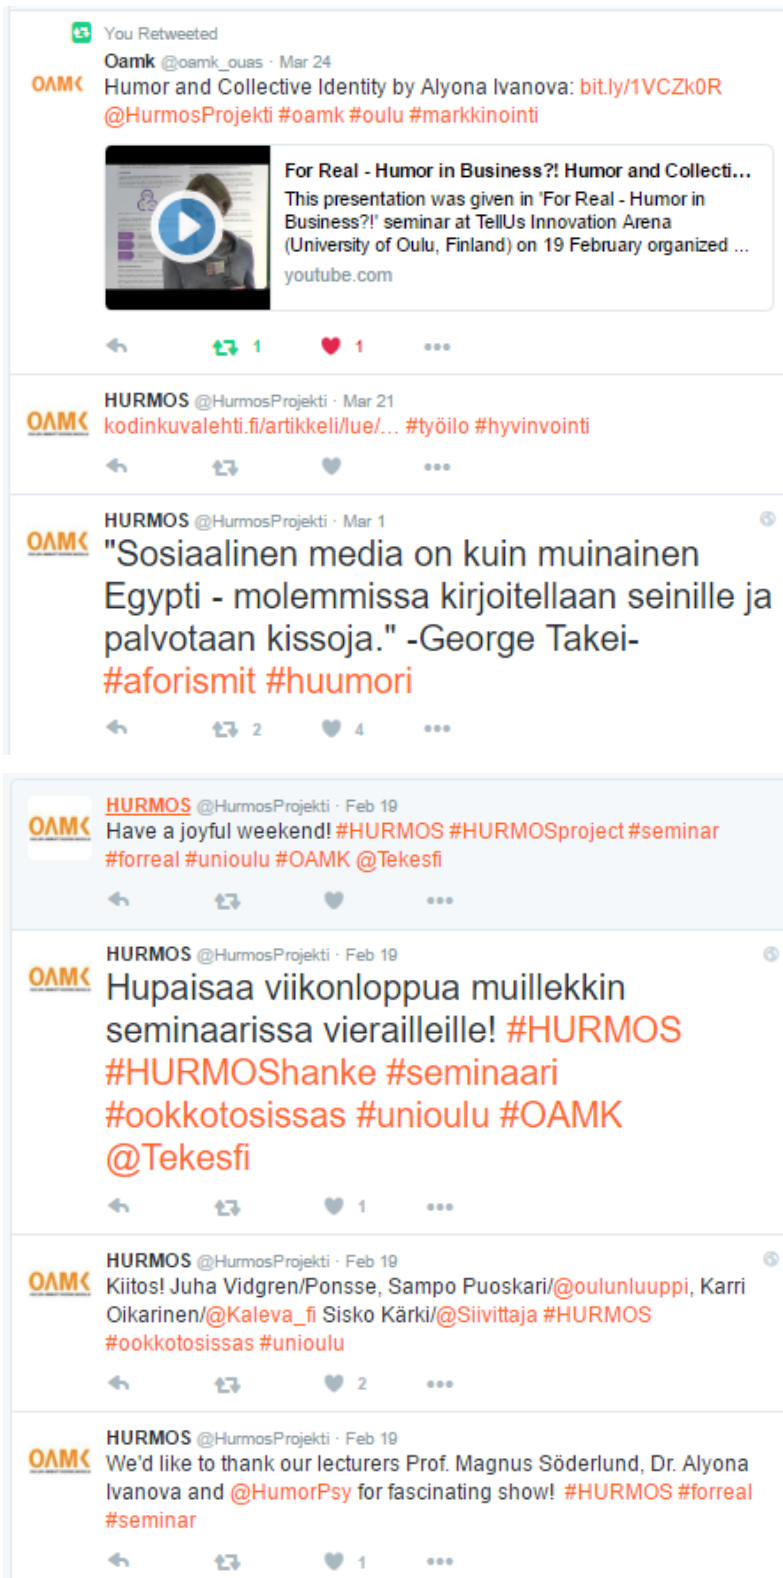 You Retweeted
Oamk @oamk_ouas · Mar 24
OAMK
Humor and Collective Identity by Alyona Ivanova: bit.ly/1VCZk0R
@HurmosProjekti #oamk #oulu #markkinointi
For Real - Humor in Business?! Humor and Collecti...
This presentation was given in 'For Real - Humor in
Business?!' seminar at TellUs Innovation Arena
(University of Oulu, Finland) on 19 February organized ...
youtube.com
1 1
HURMOS @HurmosProjekti · Mar 21
OAMK
kodinkuvalehti.fi/artikkeli/lue/... #työilo #hyvinvointi
HURMOS @HurmosProjekti · Mar 1
OAMK
"Sosiaalinen media on kuin muinainen
Egypti - molemmissa kirjoitellaan seinille ja
palvotaan kissoja." -George Takei-
#aforismit #huumori
2 4
HURMOS @HurmosProjekti · Feb 19
OAMK
Have a joyful weekend! #HURMOS #HURMOSproject #seminar
#forreal #unioulu #OAMK @Tekesfi
HURMOS @HurmosProjekti · Feb 19
OAMK
Hupaisaa viikonloppua muillekkin
seminaarissa vierailleille! #HURMOS
#HURMOShanke #seminaari
#ookkotosissas #unioulu #OAMK
@Tekesfi
1
HURMOS @HurmosProjekti · Feb 19
OAMK
Kiitos! Juha Vidgren/Ponsse, Sampo Puoskari/@oulunluuppi, Karri
Oikarinen/@Kaleva_fi Sisko Kärki/@Siivittaja #HURMOS
#ookkotosissas #unioulu
2
HURMOS @HurmosProjekti · Feb 19
OAMK
We'd like to thank our lecturers Prof. Magnus Söderlund, Dr. Alyona
Ivanova and @HumorPsy for fascinating show! #HURMOS #forreal
#seminar
1